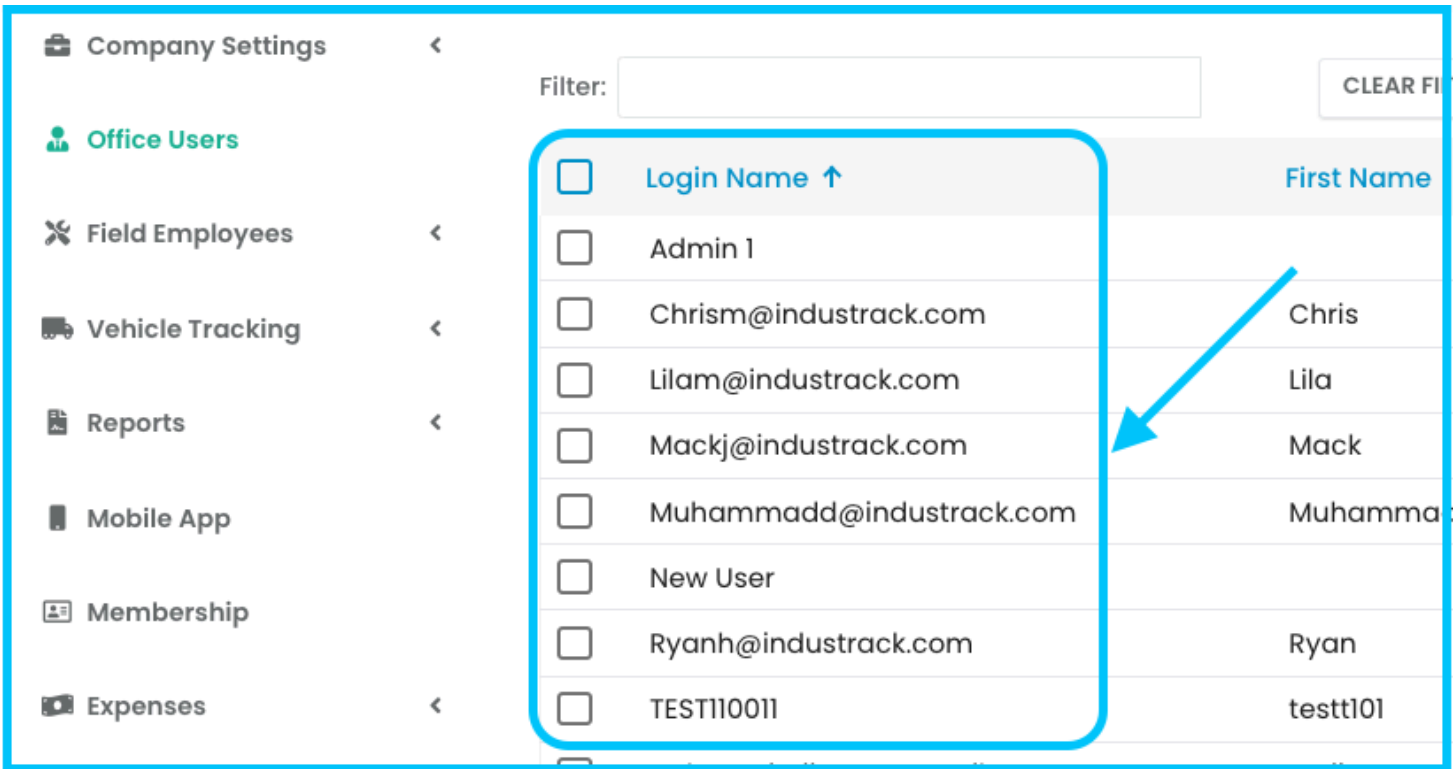 Company Settings
Office Users
Field Employees
Vehicle Tracking
Reports
Mobile App
Membership
Expenses
Filter:
CLEAR FI
Login Name ↑ First Name
Admin 1
Chrism@industrack.com Chris
Lilam@industrack.com Lila
Mackj@industrack.com Mack
Muhammadd@industrack.com Muhamma
New User
Ryanh@industrack.com Ryan
TEST110011 testt101